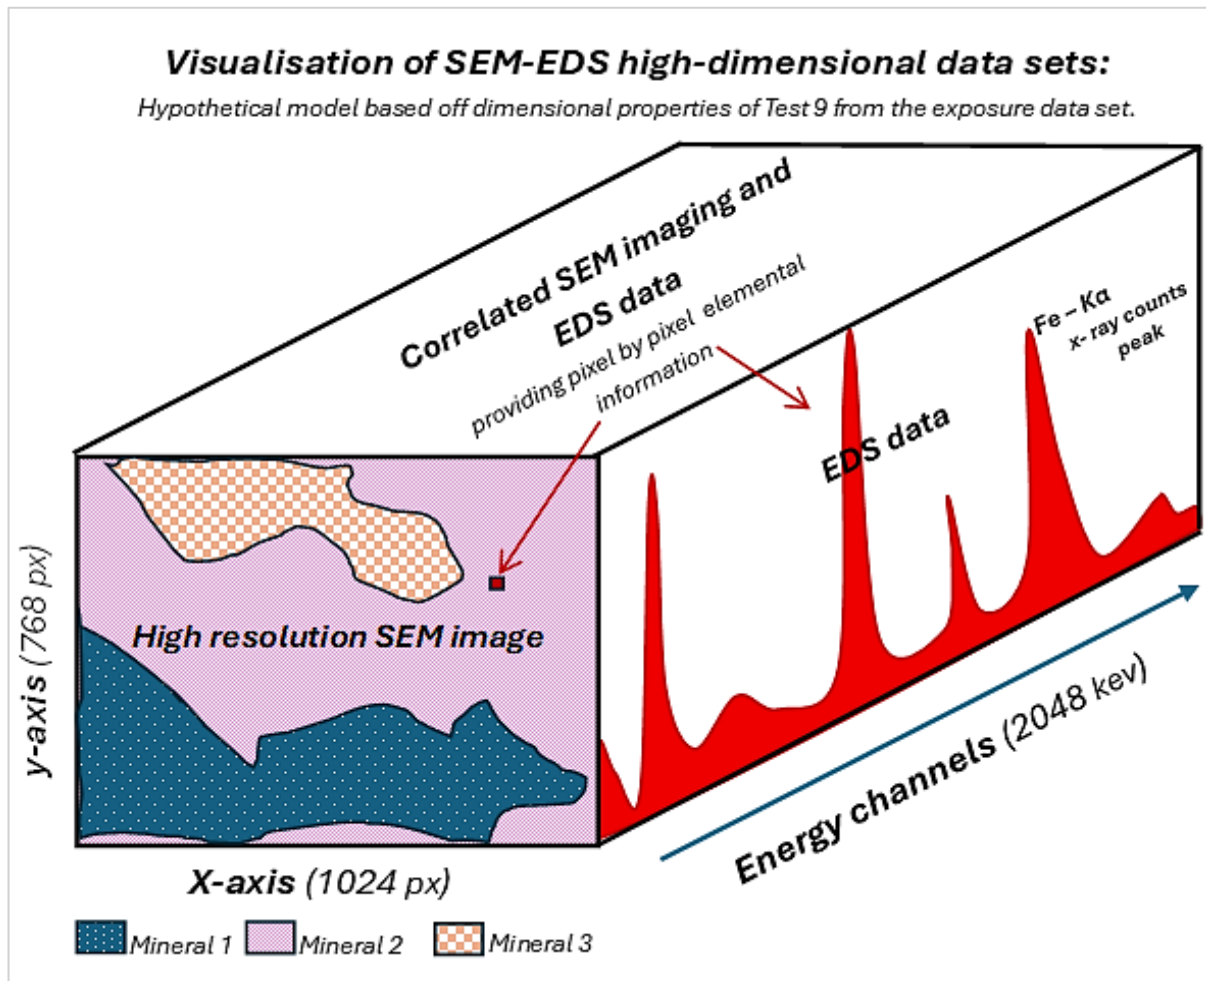 Visualisation of SEM-EDS high-dimensional data sets:
Hypothetical model based off dimensional properties of Test 9 from the exposure data set.
Correlated SEM imaging and
EDS data
providing pixel by pixel elemental
information
Fe – Kα
x- ray counts
peak
EDS data
High resolution SEM image
y-axis (768 px)
X-axis (1024 px)
Energy channels (2048 kev)
Mineral 1
Mineral 2
Mineral 3